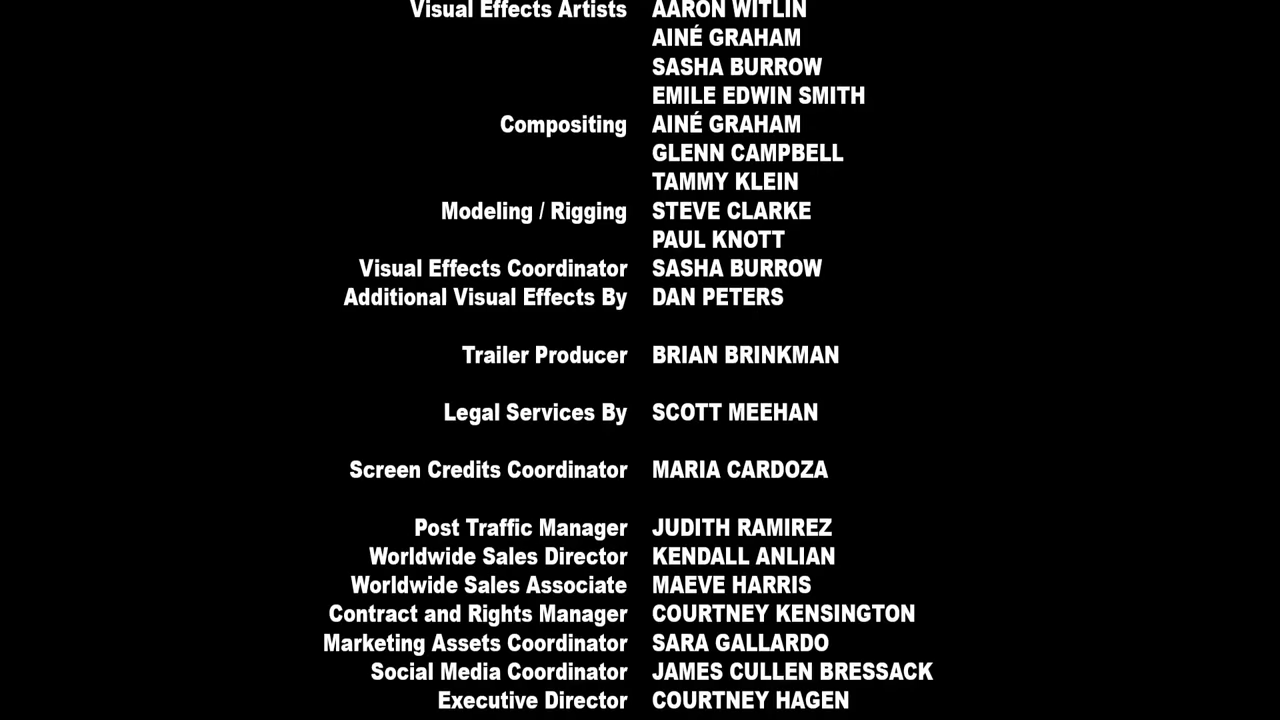 Visual Effects Artists AARON WITLIN
AINÉ GRAHAM
SASHA BURROW
EMILE EDWIN SMITH
Compositing AINÉ GRAHAM
GLENN CAMPBELL
TAMMY KLEIN
Modeling / Rigging STEVE CLARKE
PAUL KNOTT
Visual Effects Coordinator SASHA BURROW
Additional Visual Effects By DAN PETERS
Trailer Producer BRIAN BRINKMAN
Legal Services By SCOTT MEEHAN
Screen Credits Coordinator MARIA CARDOZA
Post Traffic Manager JUDITH RAMIREZ
Worldwide Sales Director KENDALL ANLIAN
Worldwide Sales Associate MAEVE HARRIS
Contract and Rights Manager COURTNEY KENSINGTON
Marketing Assets Coordinator SARA GALLARDO
Social Media Coordinator JAMES CULLEN BRESSACK
Executive Director COURTNEY HAGEN